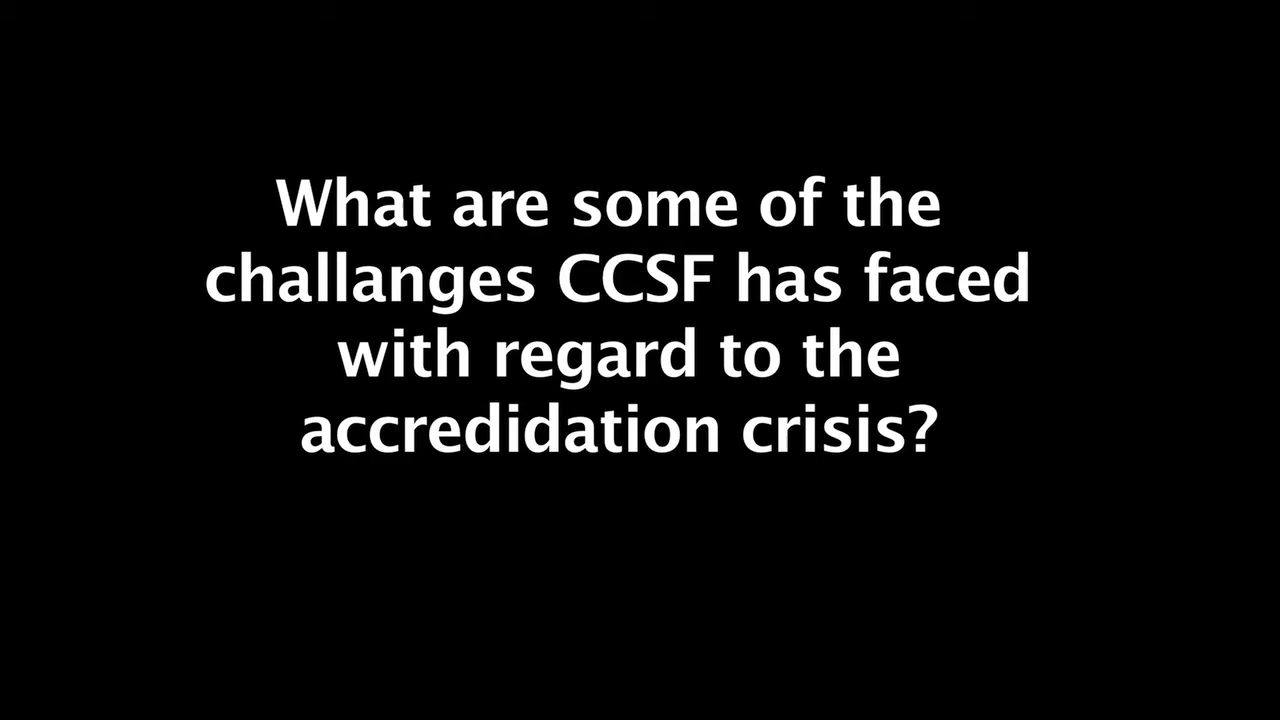 What are some of the
challanges CCSF has faced
with regard to the
accredidation crisis?